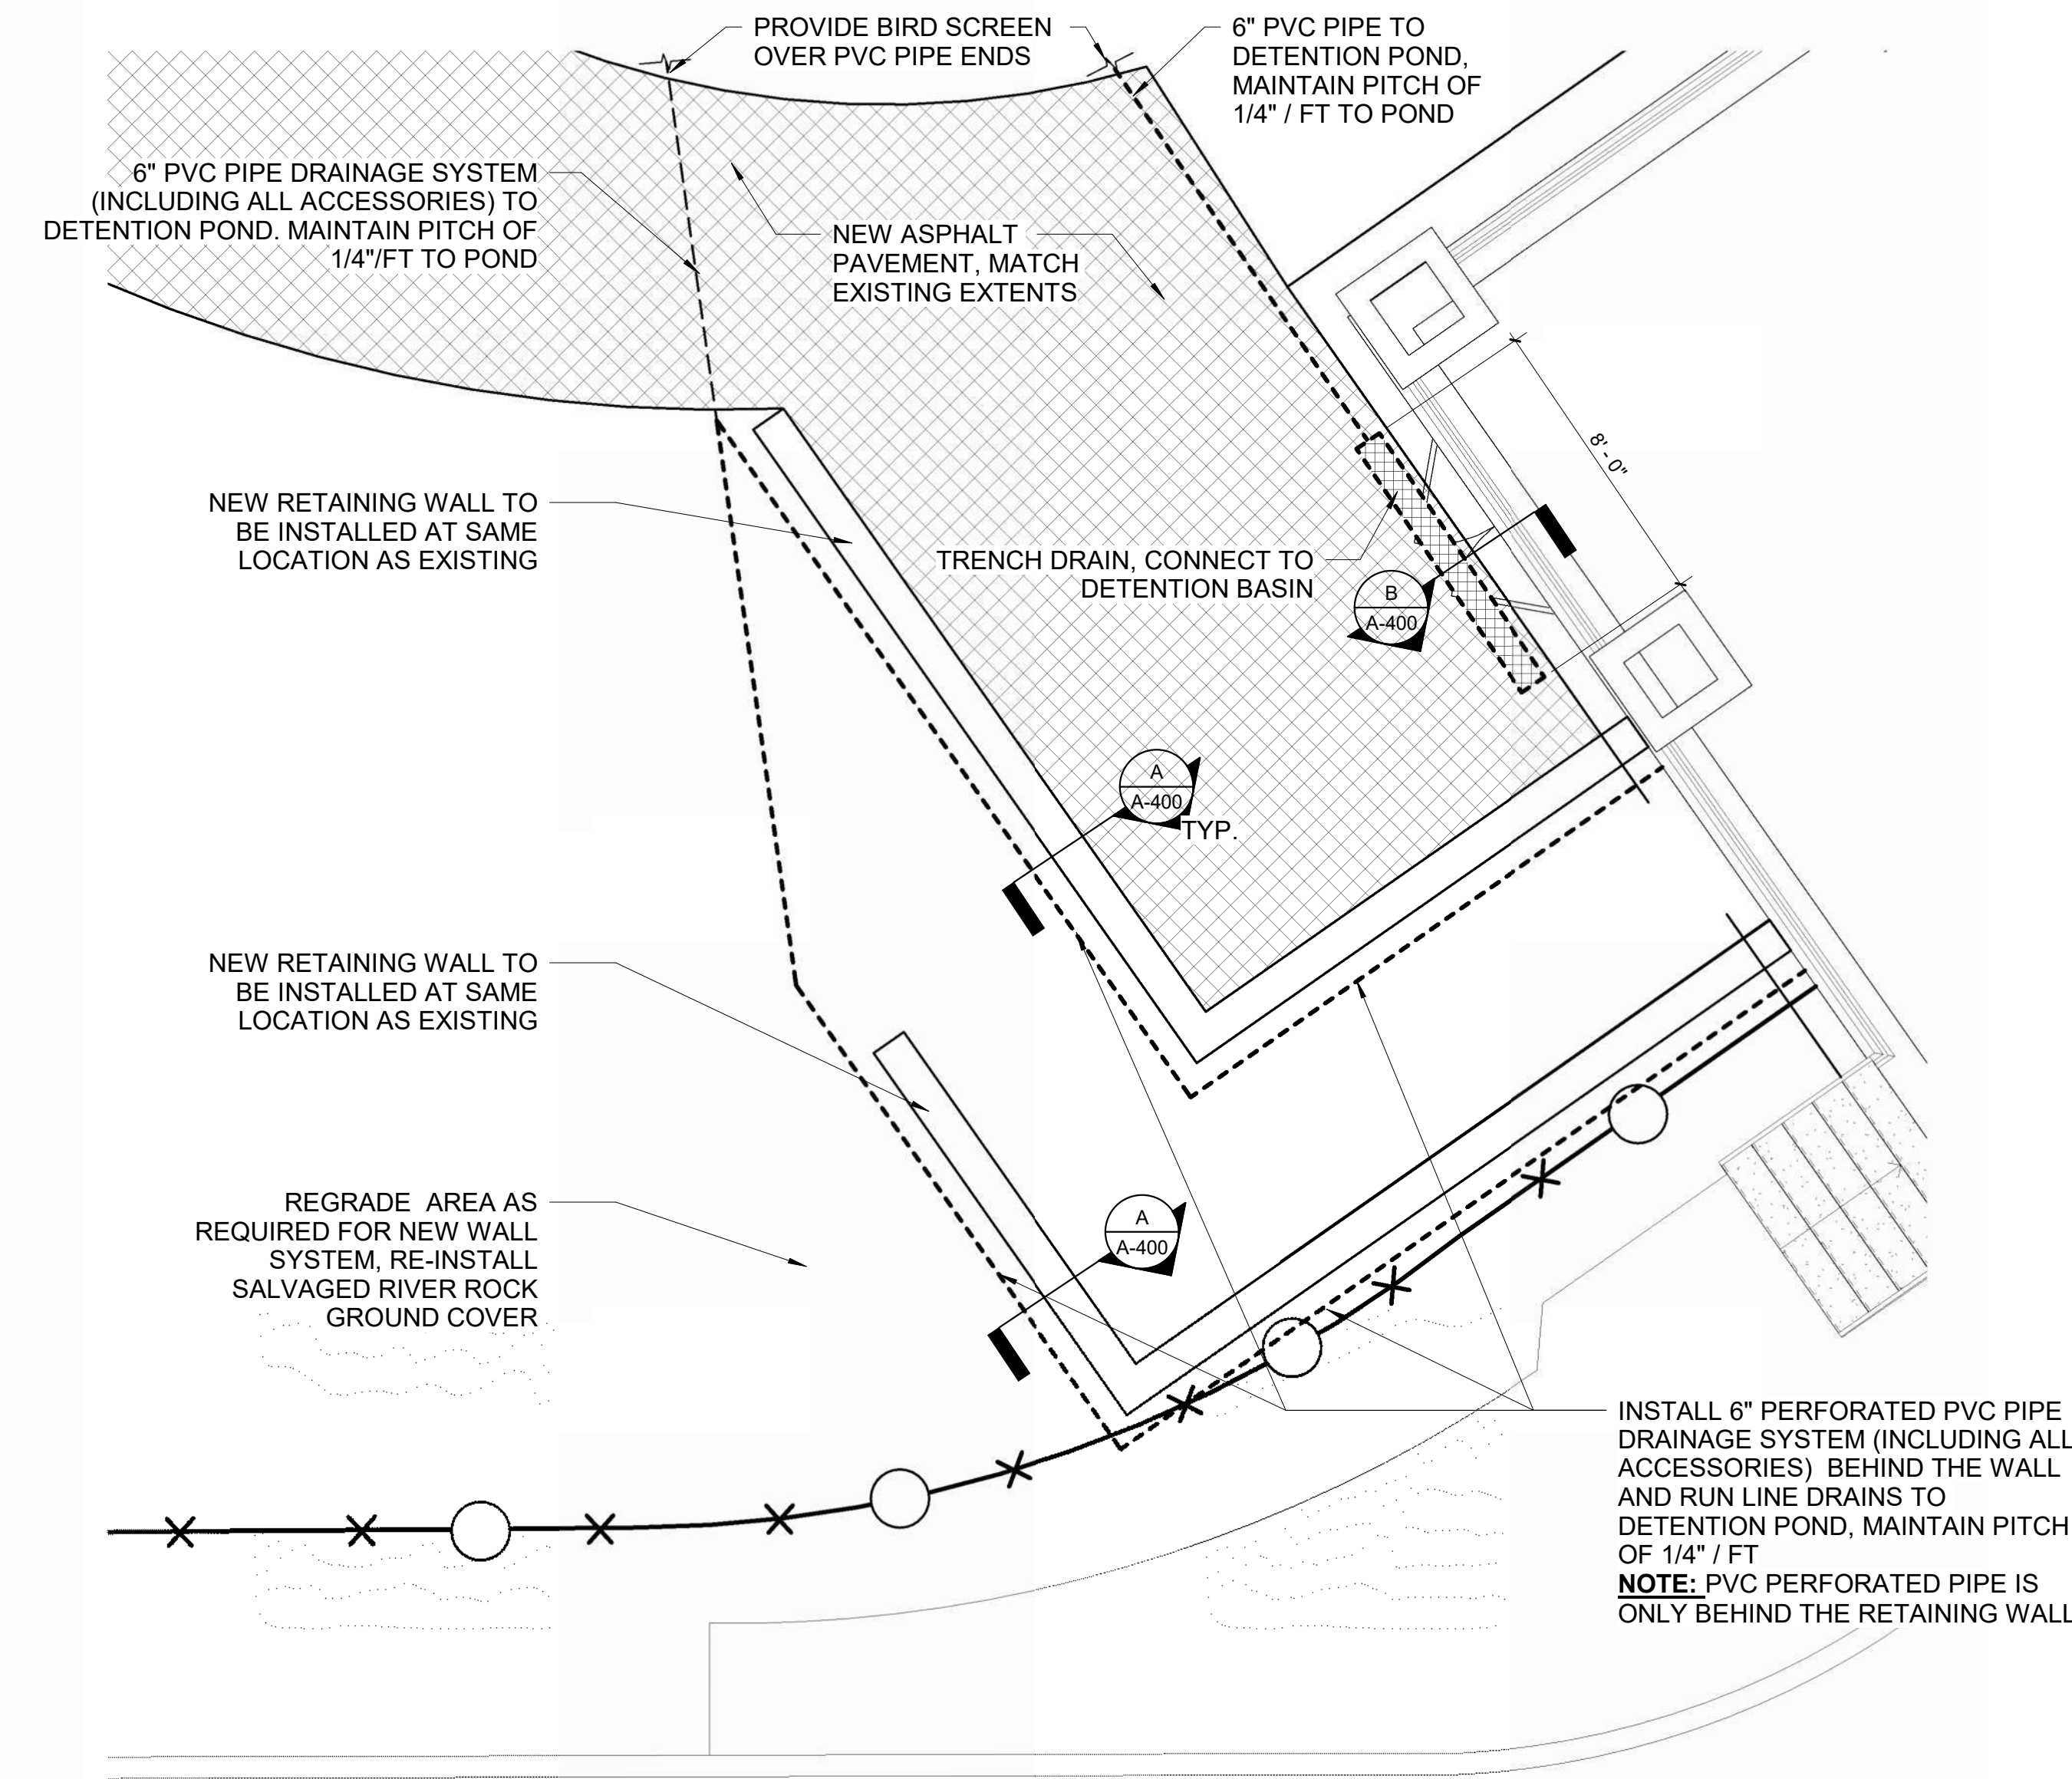 PROVIDE BIRD SCREEN
OVER PVC PIPE ENDS
6" PVC PIPE TO
DETENTION POND,
MAINTAIN PITCH OF
1/4" / FT TO POND
6" PVC PIPE DRAINAGE SYSTEM
(INCLUDING ALL ACCESSORIES) TO
DETENTION POND. MAINTAIN PITCH OF
1/4"/FT TO POND
NEW ASPHALT
PAVEMENT, MATCH
EXISTING EXTENTS
8' - 0"
NEW RETAINING WALL TO
BE INSTALLED AT SAME
LOCATION AS EXISTING
TRENCH DRAIN, CONNECT TO
DETENTION BASIN
B
A-400
A
A-400
TYP.
NEW RETAINING WALL TO
BE INSTALLED AT SAME
LOCATION AS EXISTING
REGRADE AREA AS
REQUIRED FOR NEW WALL
SYSTEM, RE-INSTALL
SALVAGED RIVER ROCK
GROUND COVER
A
A-400
INSTALL 6" PERFORATED PVC PIPE
DRAINAGE SYSTEM (INCLUDING ALL
ACCESSORIES) BEHIND THE WALL
AND RUN LINE DRAINS TO
DETENTION POND, MAINTAIN PITCH
OF 1/4" / FT
NOTE: PVC PERFORATED PIPE IS
ONLY BEHIND THE RETAINING WALL